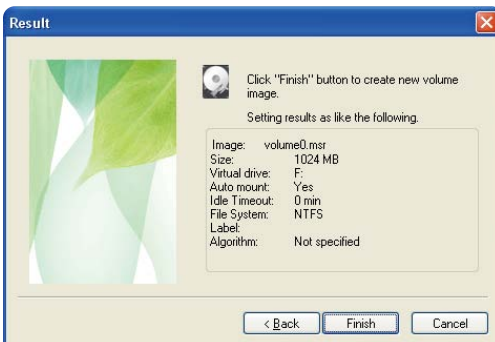 Result
Click "Finish" button to create new volume
image.
Setting results as like the following.
Image: volume0.msr
Size: 1024 MB
Virtual drive: F:
Auto mount: Yes
Idle Timeout: 0 min
File System: NTFS
Label:
Algorithm: Not specified
< Back Finish Cancel